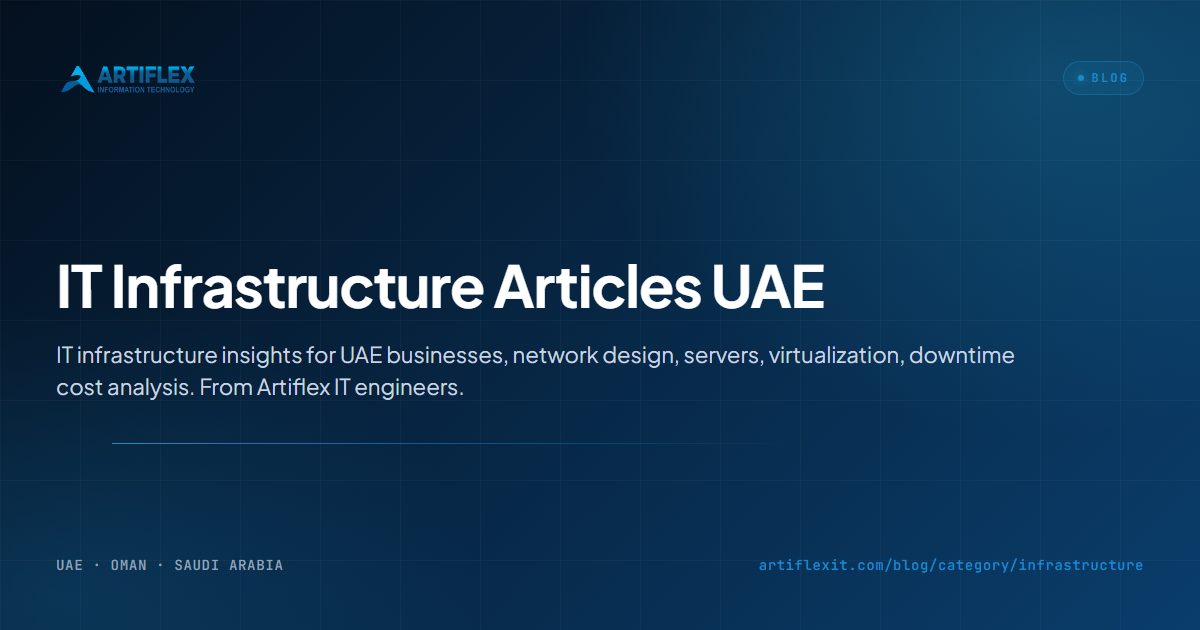 ARTIFLEX
INFORMATION TECHNOLOGY
BLOG
IT Infrastructure Articles UAE
IT infrastructure insights for UAE businesses, network design, servers, virtualization, downtime
cost analysis. From Artiflex IT engineers.
UAE · OMAN · SAUDI ARABIA
artiflexit.com/blog/category/infrastructure